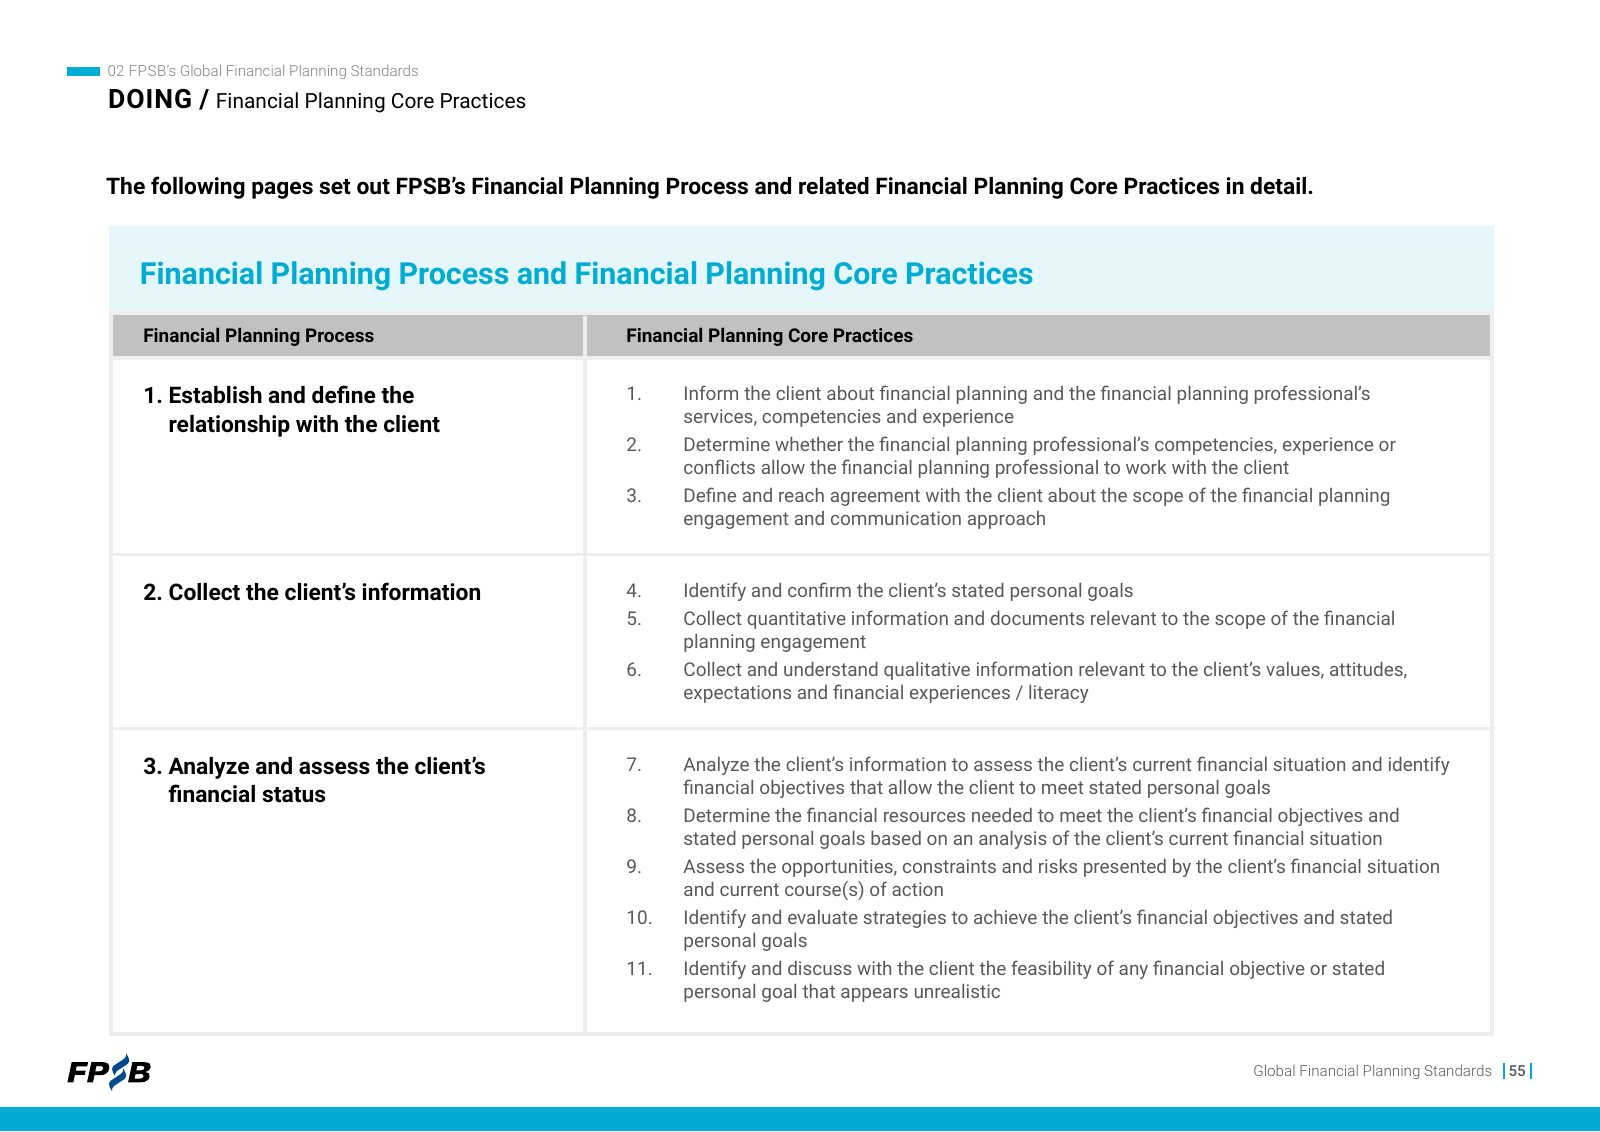 02 FPSB’s Global Financial Planning Standards
DOING / Financial Planning Core Practices
The following pages set out FPSB’s Financial Planning Process and related Financial Planning Core Practices in detail.
Financial Planning Process and Financial Planning Core Practices
Financial Planning Process
Financial Planning Core Practices
1. Establish and define the
relationship with the client
1. Inform the client about financial planning and the financial planning professional’s
services, competencies and experience
2. Determine whether the financial planning professional’s competencies, experience or
conflicts allow the financial planning professional to work with the client
3. Define and reach agreement with the client about the scope of the financial planning
engagement and communication approach
2. Collect the client’s information
4. Identify and confirm the client’s stated personal goals
5. Collect quantitative information and documents relevant to the scope of the financial
planning engagement
6. Collect and understand qualitative information relevant to the client’s values, attitudes,
expectations and financial experiences / literacy
3. Analyze and assess the client’s
financial status
7. Analyze the client’s information to assess the client’s current financial situation and identify
financial objectives that allow the client to meet stated personal goals
8. Determine the financial resources needed to meet the client’s financial objectives and
stated personal goals based on an analysis of the client’s current financial situation
9. Assess the opportunities, constraints and risks presented by the client’s financial situation
and current course(s) of action
10. Identify and evaluate strategies to achieve the client’s financial objectives and stated
personal goals
11. Identify and discuss with the client the feasibility of any financial objective or stated
personal goal that appears unrealistic
FPSB
Global Financial Planning Standards | 55 |